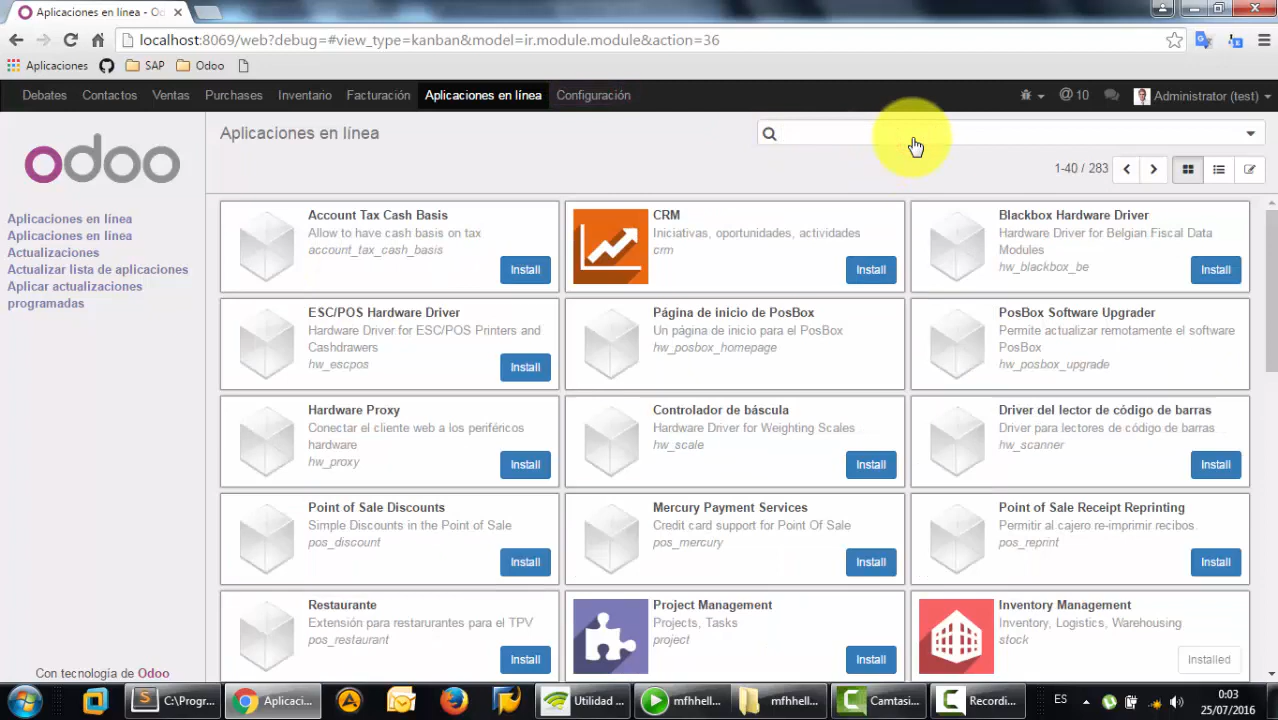 Aplicaciones en línea - Od
localhost:8069/web?debug=#view_type=kanban&model=ir.module.module&action=36
Aplicaciones SAP Odoo
Debates Contactos Ventas Purchases Inventario Facturación Aplicaciones en línea Configuración @ 10 Administrator (test)
odoo
Aplicaciones en línea
Aplicaciones en línea
Actualizaciones
Actualizar lista de aplicaciones
Aplicar actualizaciones
programadas
Con tecnología de Odoo
Aplicaciones en línea
1-40 / 283
Account Tax Cash Basis
Allow to have cash basis on tax
account_tax_cash_basis
Install
CRM
Iniciativas, oportunidades, actividades
crm
Install
Blackbox Hardware Driver
Hardware Driver for Belgian Fiscal Data
Modules
hw_blackbox_be
Install
ESC/POS Hardware Driver
Hardware Driver for ESC/POS Printers and
Cashdrawers
hw_escpos
Install
Página de inicio de PosBox
Un página de inicio para el PosBox
hw_posbox_homepage
PosBox Software Upgrader
Permite actualizar remotamente el software
PosBox
hw_posbox_upgrade
Hardware Proxy
Conectar el cliente web a los periféricos
hardware
hw_proxy
Install
Controlador de báscula
Hardware Driver for Weighting Scales
hw_scale
Install
Driver del lector de código de barras
Driver para lectores de código de barras
hw_scanner
Install
Point of Sale Discounts
Simple Discounts in the Point of Sale
pos_discount
Install
Mercury Payment Services
Credit card support for Point Of Sale
pos_mercury
Install
Point of Sale Receipt Reprinting
Permitir al cajero re-imprimir recibos
pos_reprint
Install
Restaurante
Extensión para restarurantes para el TPV
pos_restaurant
Install
Project Management
Projects, Tasks
project
Install
Inventory Management
Inventory, Logistics, Warehousing
stock
Installed
C:\Progr... Aplicaci... Utilidad ... mfhhell... mfhhell... Camtasi... Recordi... ES 0:03
25/07/2016